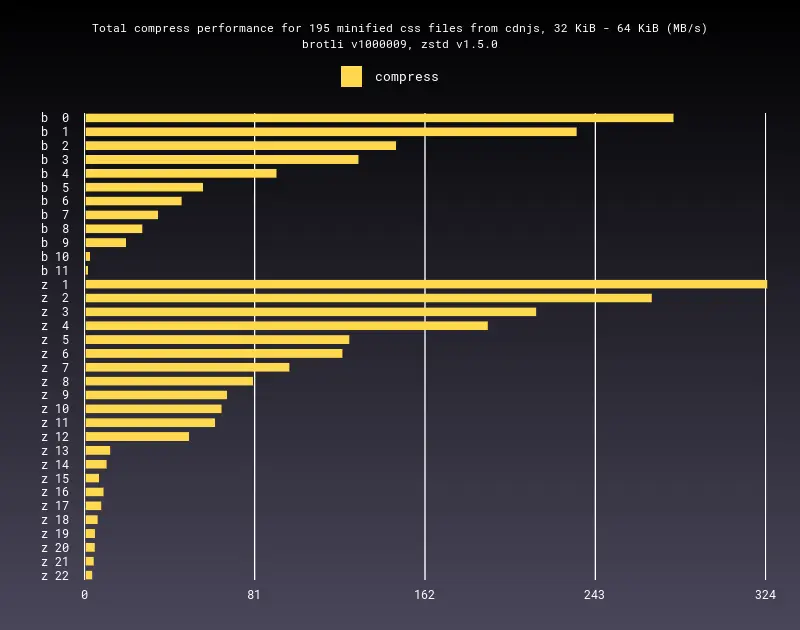 Total compress performance for 195 minified css files from cdnjs, 32 KiB - 64 KiB (MB/s)
brotli v1000009, zstd v1.5.0
compress
b 0
b 1
b 2
b 3
b 4
b 5
b 6
b 7
b 8
b 9
b 10
b 11
z 1
z 2
z 3
z 4
z 5
z 6
z 7
z 8
z 9
z 10
z 11
z 12
z 13
z 14
z 15
z 16
z 17
z 18
z 19
z 20
z 21
z 22
0 81 162 243 324